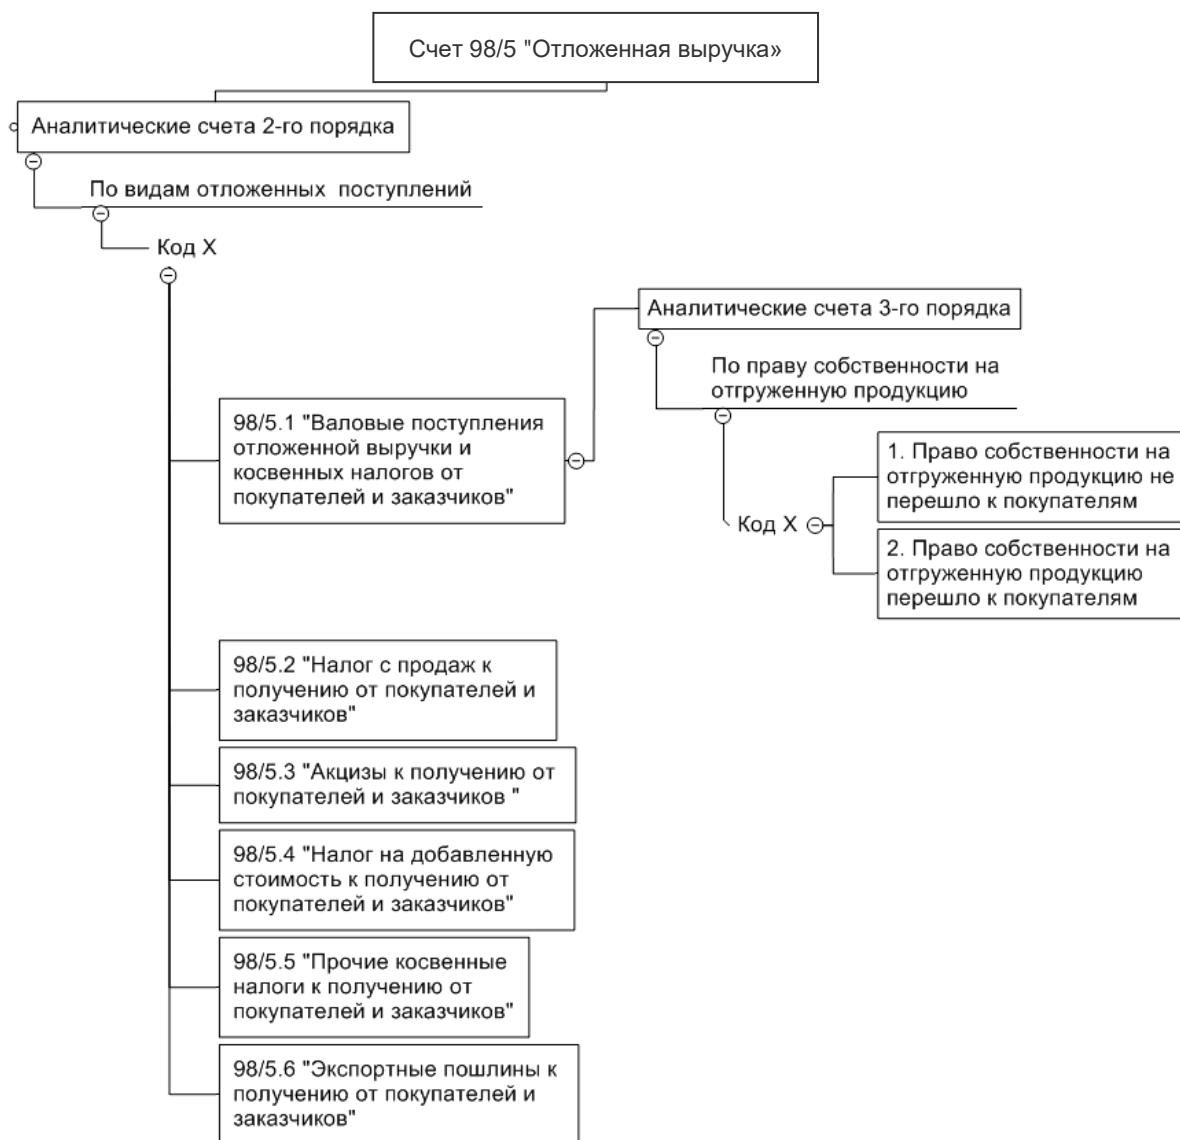 Счет 98/5 "Отложенная выручка»
Аналитические счета 2-го порядка
По видам отложенных поступлений
Код X
Аналитические счета 3-го порядка
По праву собственности на
отгруженную продукцию
98/5.1 "Валовые поступления
отложенной выручки и
косвенных налогов от
покупателей и заказчиков"
Код X
1. Право собственности на
отгруженную продукцию не
перешло к покупателям
2. Право собственности на
отгруженную продукцию
перешло к покупателям
98/5.2 "Налог с продаж к
получению от покупателей и
заказчиков"
98/5.3 "Акцизы к получению от
покупателей и заказчиков "
98/5.4 "Налог на добавленную
стоимость к получению от
покупателей и заказчиков"
98/5.5 "Прочие косвенные
налоги к получению от
покупателей и заказчиков"
98/5.6 "Экспортные пошлины к
получению от покупателей и
заказчиков"